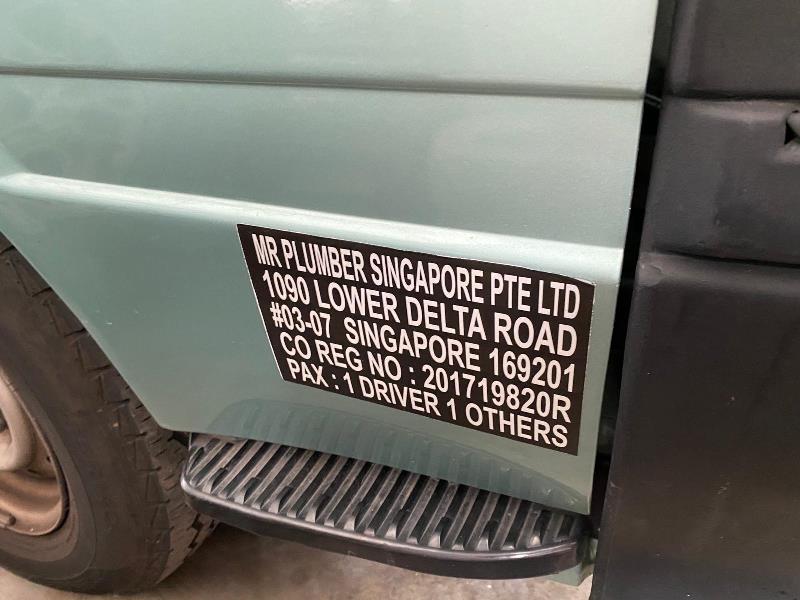 MR PLUMBER SINGAPORE PTE LTD
1090 LOWER DELTA ROAD
#03-07 SINGAPORE 169201
CO REG NO : 201719820R
PAX : 1 DRIVER 1 OTHERS